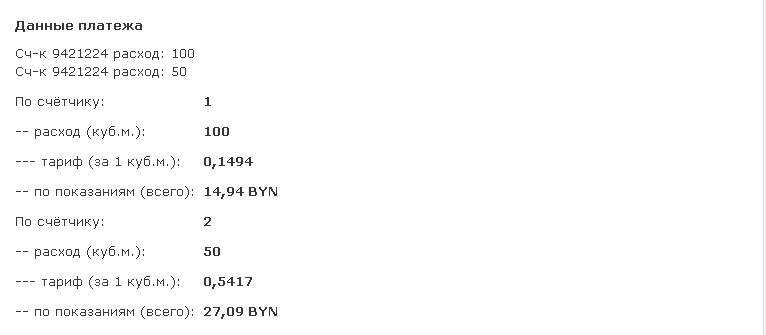 Данные платежа
Сч-к 9421224 расход: 100
Сч-к 9421224 расход: 50
По счётчику: 1
-- расход (куб.м.): 100
--- тариф (за 1 куб.м.): 0,1494
-- по показаниям (всего): 14,94 BYN
По счётчику: 2
-- расход (куб.м.): 50
--- тариф (за 1 куб.м.): 0,5417
-- по показаниям (всего): 27,09 BYN